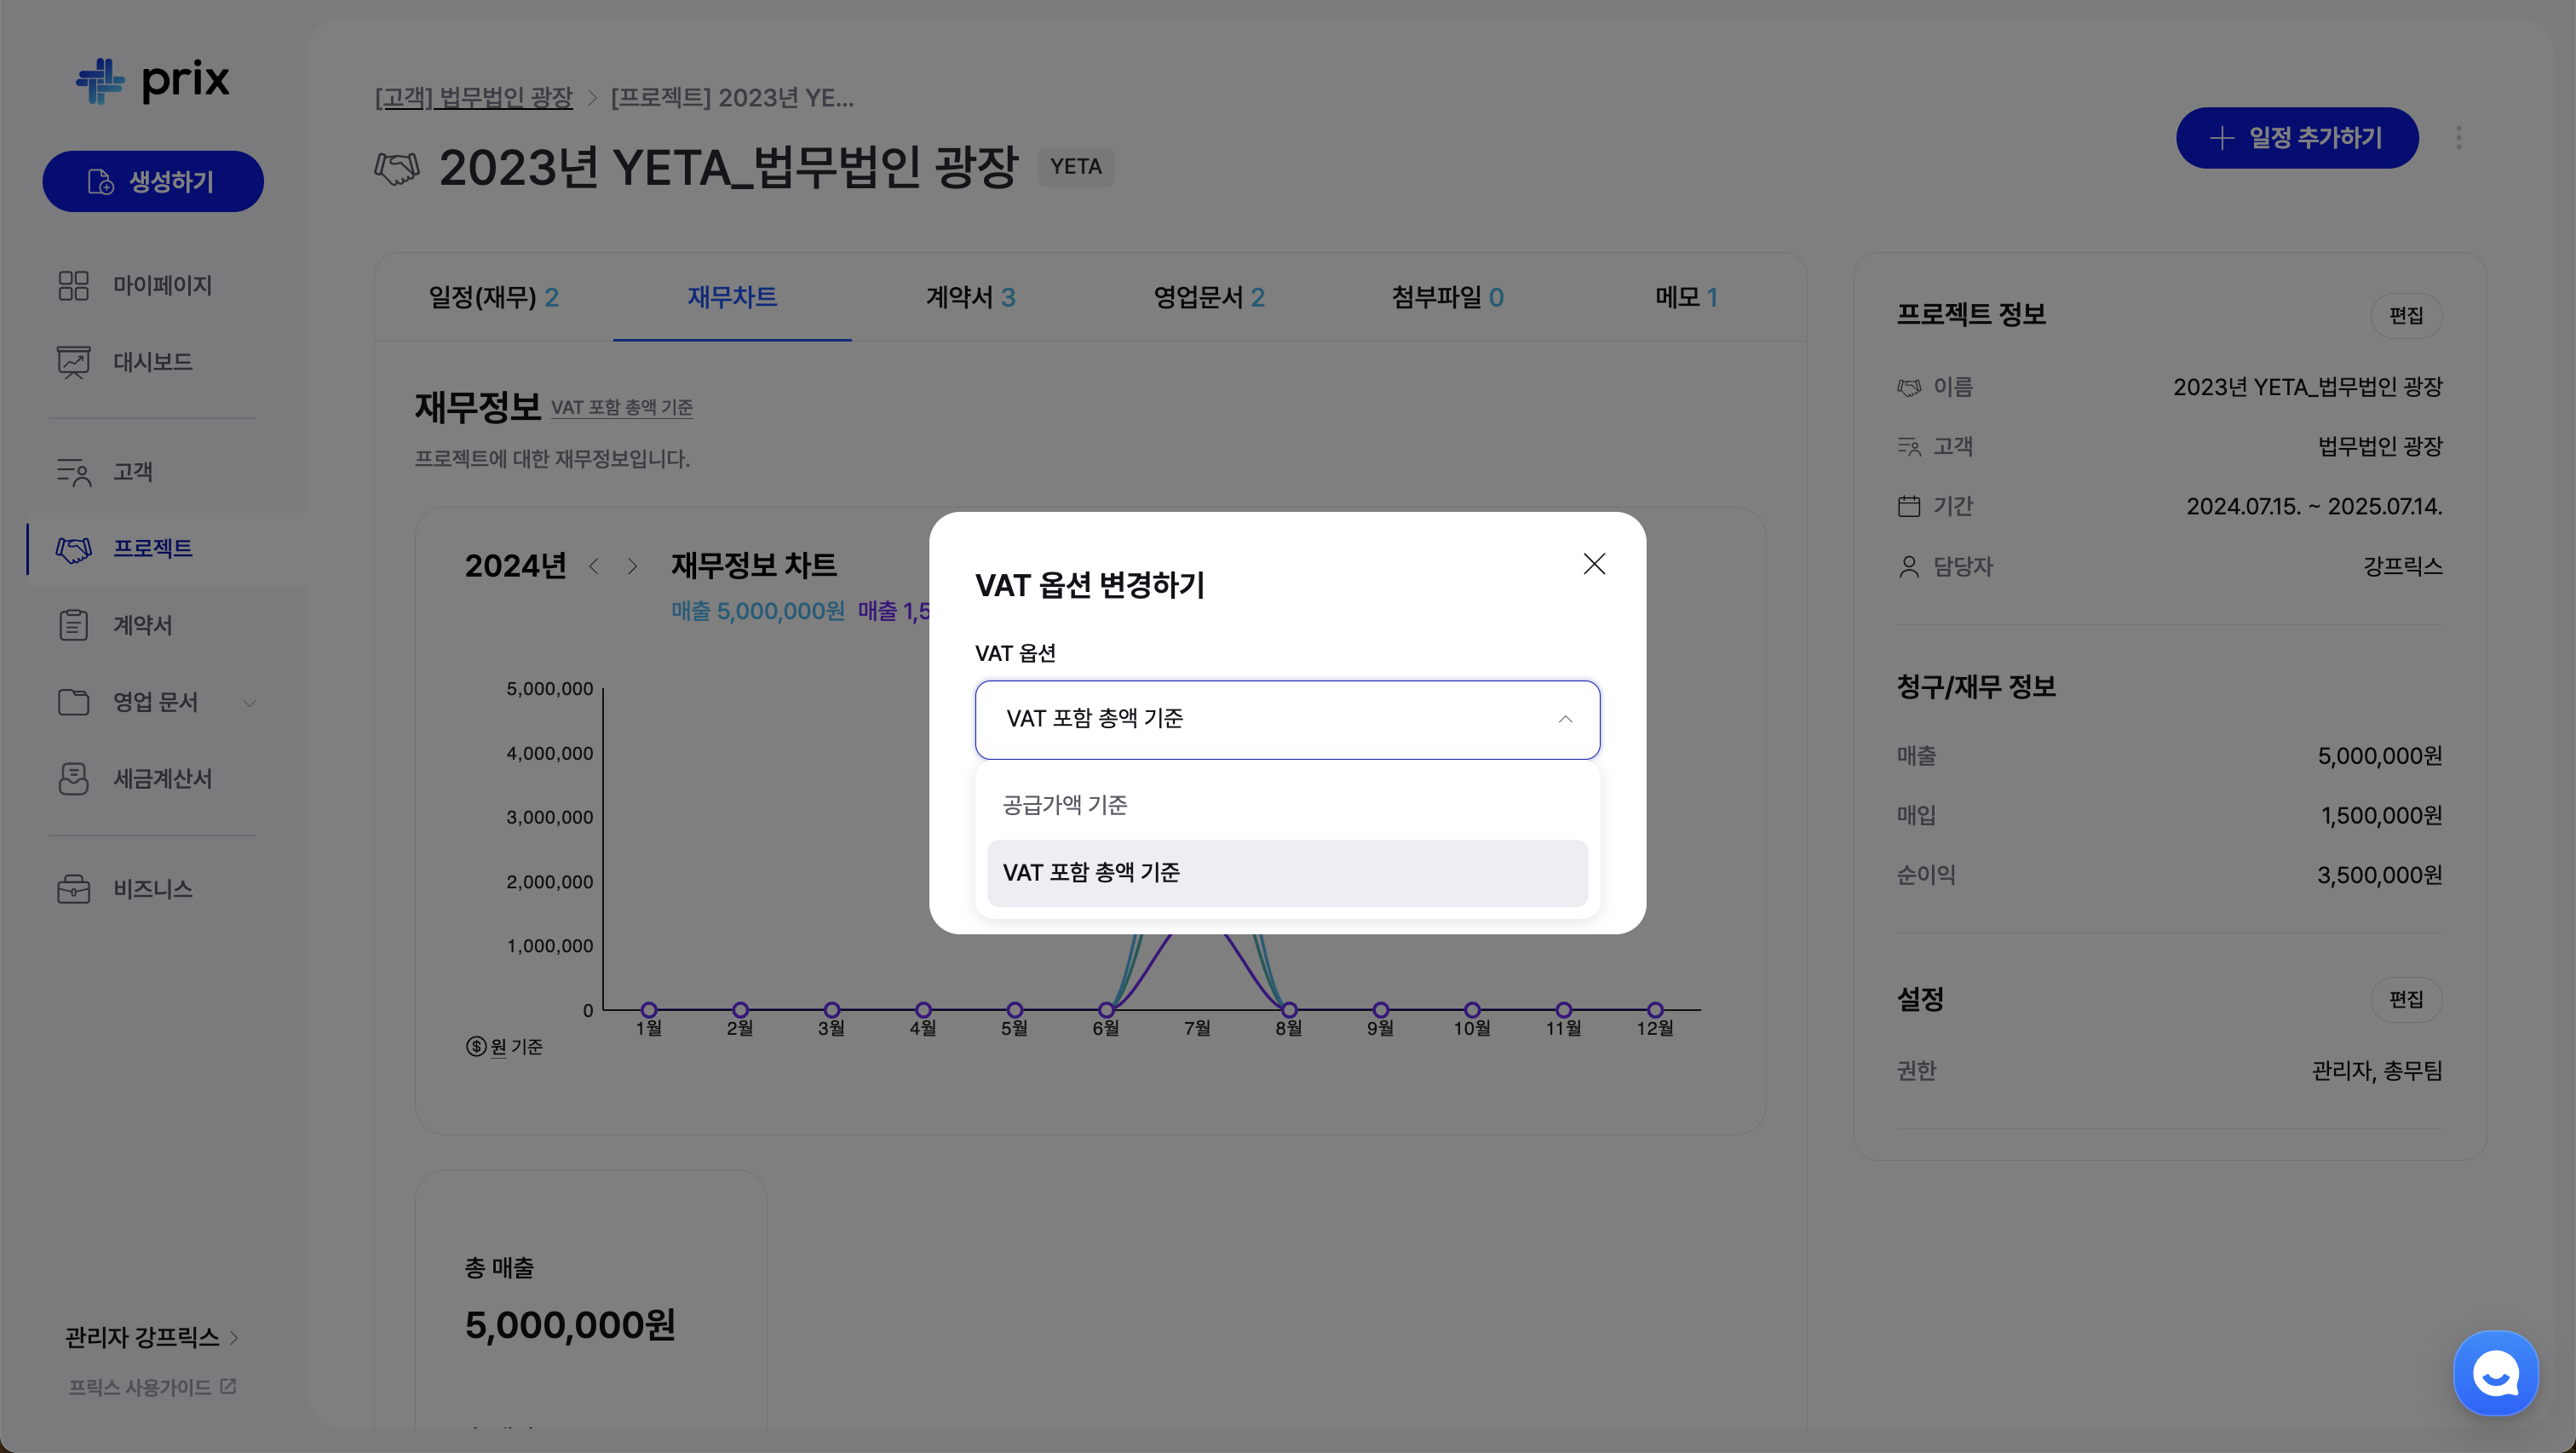 prix
생성하기
마이페이지
대시보드
고객
프로젝트
계약서
영업 문서
세금계산서
비즈니스
관리자 강프릭스
프릭스 사용가이드
[고객] 법무법인 광장 > [프로젝트] 2023년 YE...
2023년 YETA_법무법인 광장 YETA
일정 추가하기
일정(재무) 2 재무차트 계약서 3 영업문서 2 첨부파일 0 메모 1
재무정보 VAT 포함 총액 기준
프로젝트에 대한 재무정보입니다.
2024년 재무정보 차트
매출 5,000,000원 매출 1,5
5,000,000
4,000,000
3,000,000
2,000,000
1,000,000
0
1월 2월 3월 4월 5월 6월 7월 8월 9월 10월 11월 12월
원 기준
총 매출
5,000,000원
VAT 옵션 변경하기
VAT 옵션
VAT 포함 총액 기준
공급가액 기준
VAT 포함 총액 기준
프로젝트 정보 편집
이름 2023년 YETA_법무법인 광장
고객 법무법인 광장
기간 2024.07.15. ~ 2025.07.14.
담당자 강프릭스
청구/재무 정보
매출 5,000,000원
매입 1,500,000원
순이익 3,500,000원
설정 편집
권한 관리자, 총무팀